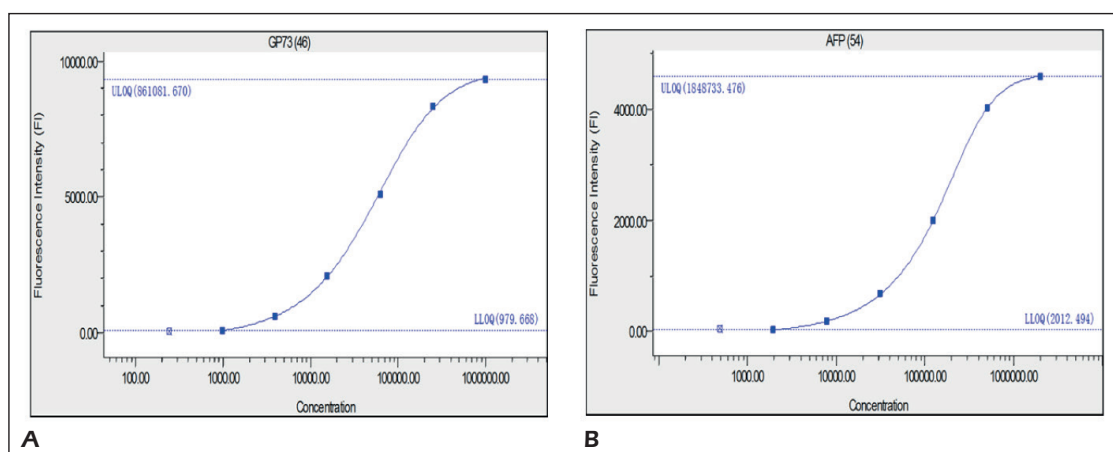 GP73(46)
10000.00
ULOQ(861081.670)
Fluorescence Intensity (FI)
5000.00
LLOQ(979.668)
0.00
100.00 1000.00 10000.00 100000.00 1000000.00
Concentration
A
AFP(54)
ULOQ(1848733.476)
4000.00
Fluorescence Intensity (FI)
2000.00
LLOQ(2012.494)
0.00
1000.00 10000.00 100000.00 1000000.00
Concentration
B